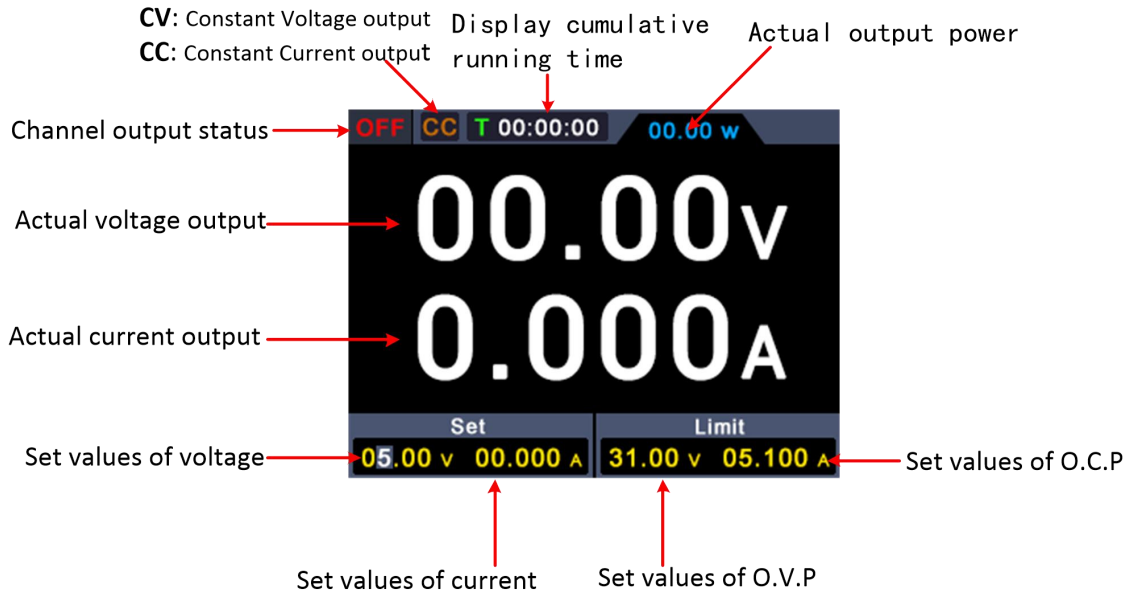 CV: Constant Voltage output
CC: Constant Current output
Display cumulative
running time
Actual output power
Channel output status
OFF CC T 00:00:00 00.00 W
Actual voltage output
00.00V
Actual current output
0.000A
Set Limit
Set values of voltage
05.00 V 00.000 A 31.00 V 05.100 A
Set values of O.C.P
Set values of current
Set values of O.V.P